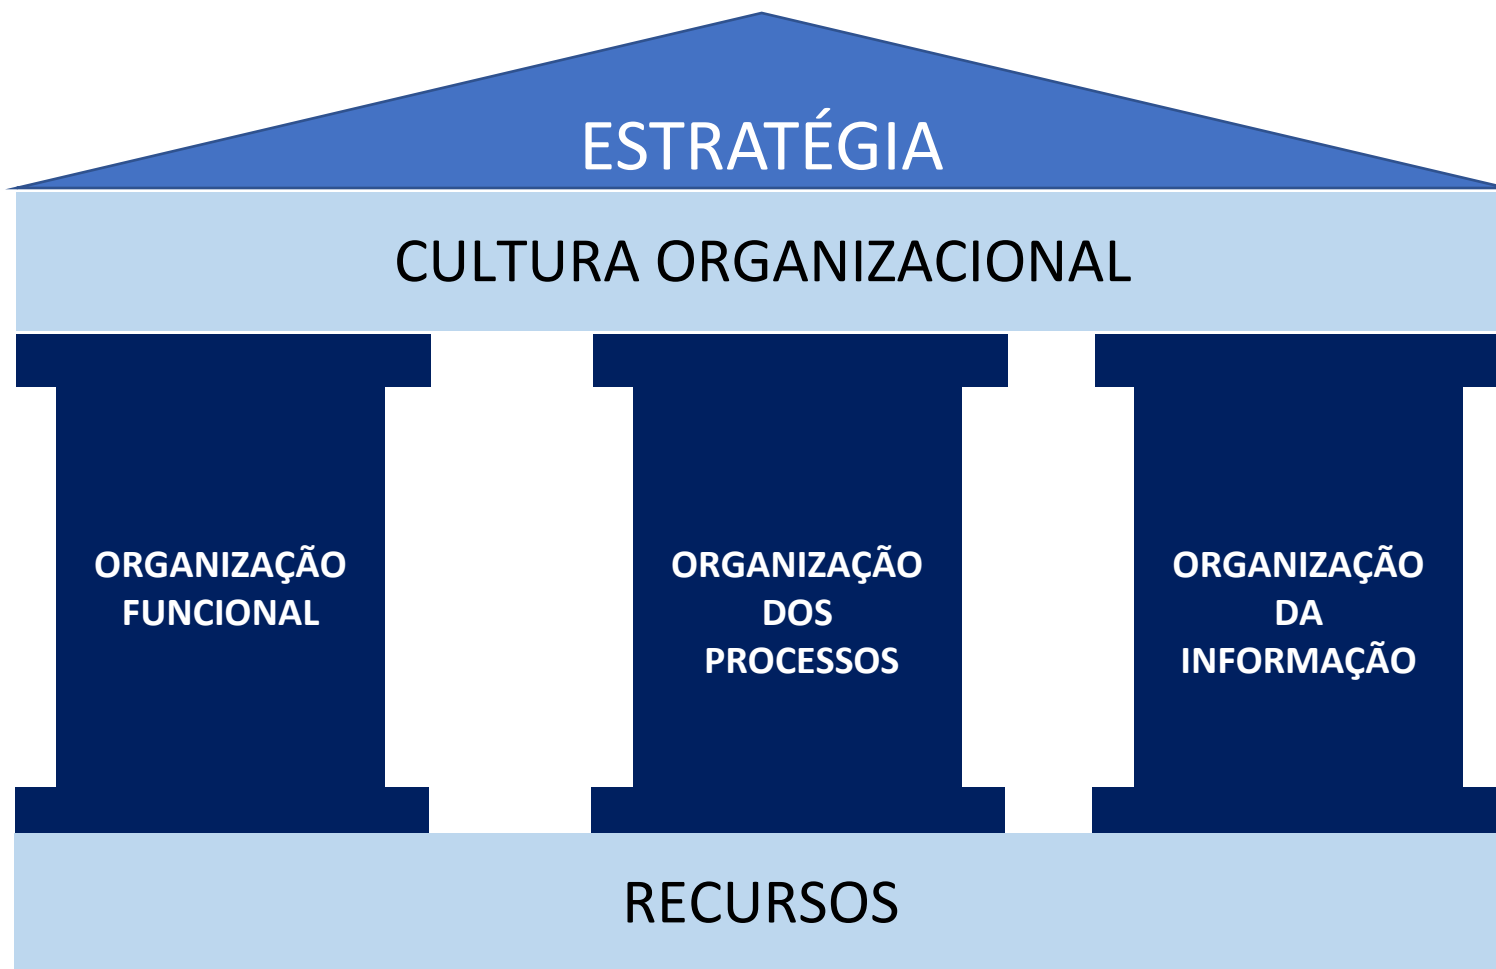 ESTRATÉGIA
CULTURA ORGANIZACIONAL
ORGANIZAÇÃO
FUNCIONAL
ORGANIZAÇÃO
DOS
PROCESSOS
ORGANIZAÇÃO
DA
INFORMAÇÃO
RECURSOS